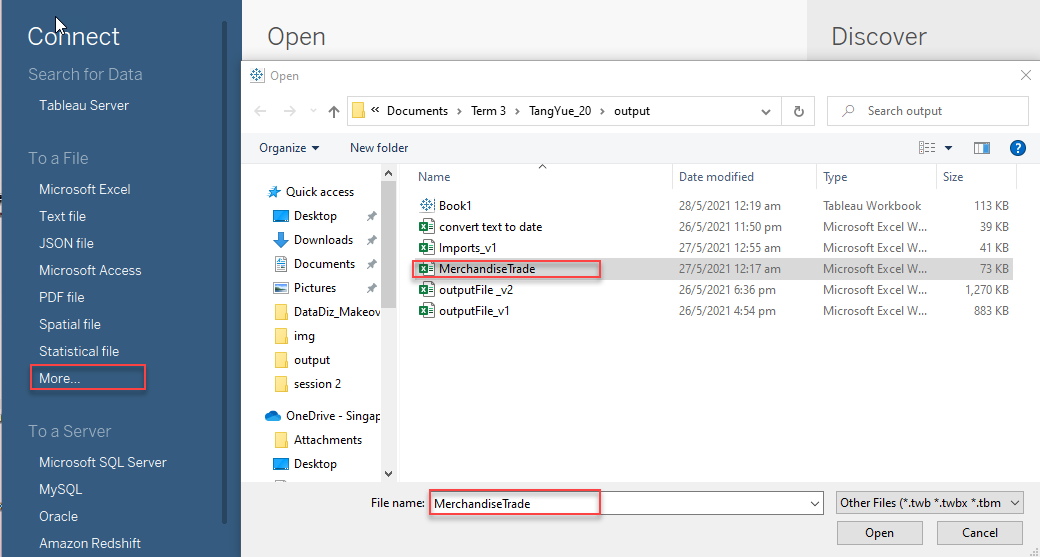 Connect
Search for Data
Tableau Server
To a File
Microsoft Excel
Text file
JSON file
Microsoft Access
PDF file
Spatial file
Statistical file
More...
To a Server
Microsoft SQL Server
MySQL
Oracle
Amazon Redshift
Open
Discover
Open
« Documents › Term 3 › TangYue_20 › output
Search output
Organize
New folder
Quick access
Desktop
Downloads
Documents
Pictures
DataDiz_Makeov
img
output
session 2
OneDrive - Singap
Attachments
Desktop
Name Date modified Type Size
Book1 28/5/2021 12:19 am Tableau Workbook 113 KB
convert text to date 26/5/2021 11:50 pm Microsoft Excel W... 39 KB
Imports_v1 27/5/2021 12:55 am Microsoft Excel W... 41 KB
MerchandiseTrade 27/5/2021 12:17 am Microsoft Excel W... 73 KB
outputFile _v2 26/5/2021 6:36 pm Microsoft Excel W... 1,270 KB
outputFile_v1 26/5/2021 4:54 pm Microsoft Excel W... 883 KB
File name: MerchandiseTrade
Other Files (*.twb *.twbx *.tbm
Open
Cancel